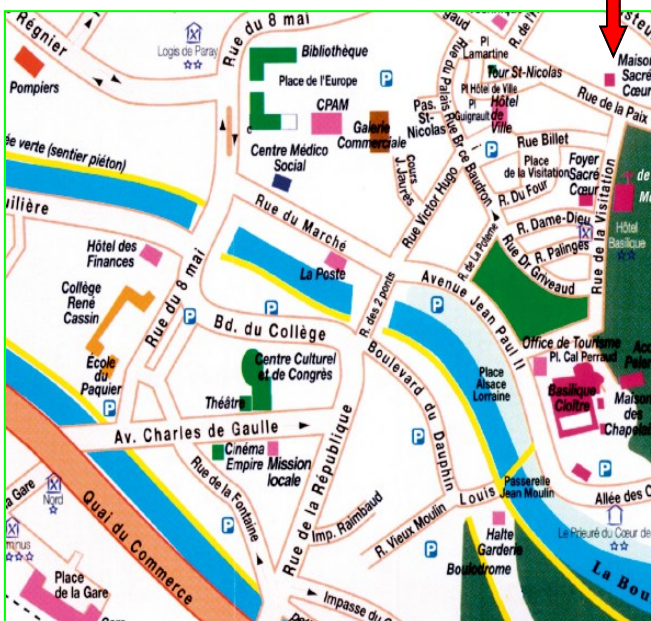 Régnier
Rue du 8 mai
Logis de Paray
Pompiers
Bibliothèque
Place de l'Europe
CPAM
Galerie
Commerciale
Centre Médico
Social
Rue du Palais
Pl
Lamartine
Tour St-Nicolas
Pl Hôtel de Ville
Pl
Guignault
Hôtel
de
Ville
Pas.
St-
Nicolas
Cours
J. Jaurès
Rue Victor Hugo
Maison
Sacré
Cœur
Rue de la Paix
Rue Billet
Place
de la Visitation
Foyer
Sacré
Cœur
R. Du Four
R. Dame-Dieu
R. Palinges
Rue Dr Griveaud
Rue de la Visitation
Hôtel
Basilique
R. de La Poterne
verte (sentier piéton)
Rue du Marché
La Poste
Hôtel des
Finances
Collège
René
Cassin
École
du
Paquier
Rue du 8 mai
Bd. du Collège
R. des 2 ponts
Avenue Jean Paul II
Boulevard du Dauphin
Louis
Place
Alsace
Lorraine
Office de Tourisme
Pl. Cal Perraud
Basilique
Cloître
Maison
des
Chapelains
Centre Culturel
et de Congrès
Théâtre
Av. Charles de Gaulle
Cinéma
Empire
Mission
locale
Rue de la République
Rue de la Fontaine
Imp. Raimbaud
R. Vieux Moulin
Passerelle
Jean Moulin
Halte
Garderie
Boulodrome
Allée des
Le Prieuré du Cœur de
La Bou
Nord
Quai du Commerce
Place
de la Gare
Impasse du